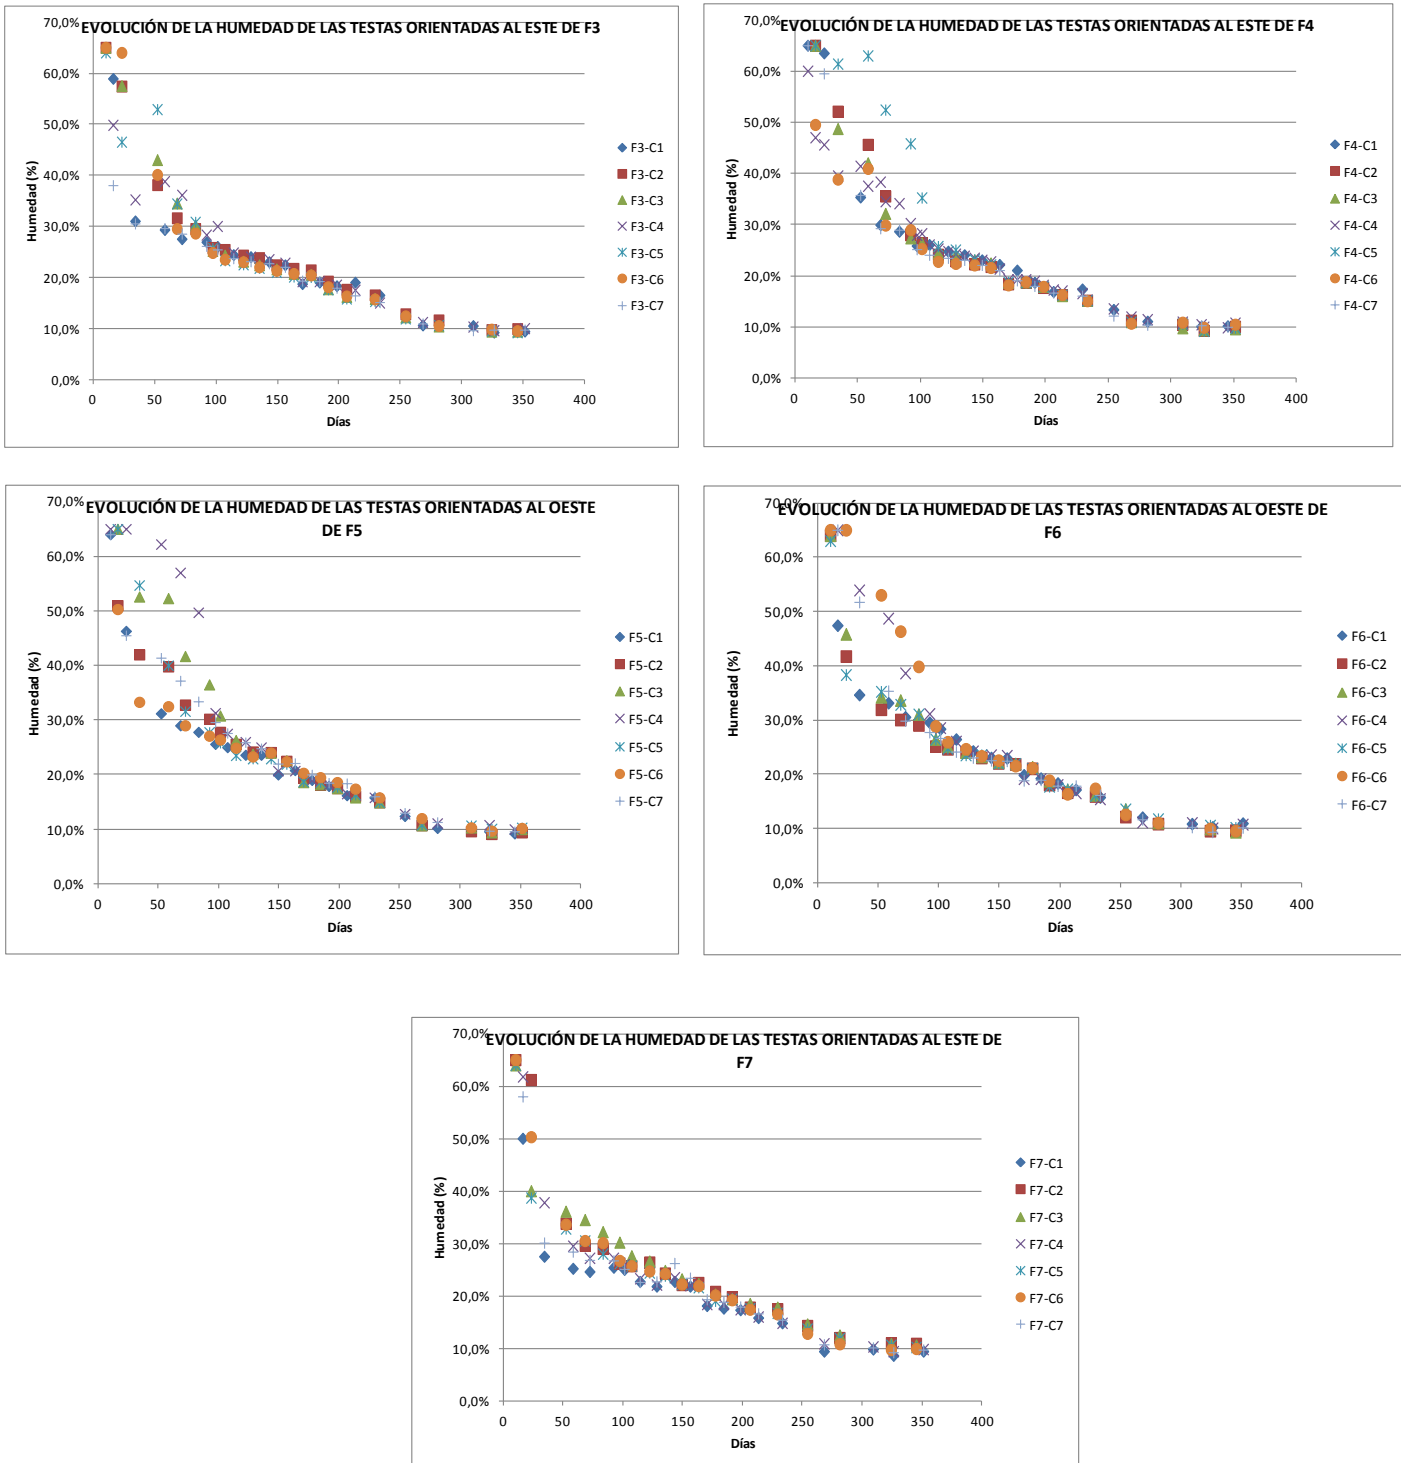 EVOLUCIÓN DE LA HUMEDAD DE LAS TESTAS ORIENTADAS AL ESTE DE F3
70,0%
60,0%
50,0%
40,0%
30,0%
20,0%
10,0%
0,0%
Humedad (%)
0 50 100 150 200 250 300 350 400
Días
F3-C1
F3-C2
F3-C3
F3-C4
F3-C5
F3-C6
F3-C7
EVOLUCIÓN DE LA HUMEDAD DE LAS TESTAS ORIENTADAS AL ESTE DE F4
70,0%
60,0%
50,0%
40,0%
30,0%
20,0%
10,0%
0,0%
Humedad (%)
0 50 100 150 200 250 300 350 400
Días
F4-C1
F4-C2
F4-C3
F4-C4
F4-C5
F4-C6
F4-C7
EVOLUCIÓN DE LA HUMEDAD DE LAS TESTAS ORIENTADAS AL OESTE
DE F5
70,0%
60,0%
50,0%
40,0%
30,0%
20,0%
10,0%
0,0%
Humedad (%)
0 50 100 150 200 250 300 350 400
Días
F5-C1
F5-C2
F5-C3
F5-C4
F5-C5
F5-C6
F5-C7
EVOLUCIÓN DE LA HUMEDAD DE LAS TESTAS ORIENTADAS AL OESTE DE
F6
70,0%
60,0%
50,0%
40,0%
30,0%
20,0%
10,0%
0,0%
Humedad (%)
0 50 100 150 200 250 300 350 400
Días
F6-C1
F6-C2
F6-C3
F6-C4
F6-C5
F6-C6
F6-C7
EVOLUCIÓN DE LA HUMEDAD DE LAS TESTAS ORIENTADAS AL ESTE DE
F7
70,0%
60,0%
50,0%
40,0%
30,0%
20,0%
10,0%
0,0%
Humedad (%)
0 50 100 150 200 250 300 350 400
Días
F7-C1
F7-C2
F7-C3
F7-C4
F7-C5
F7-C6
F7-C7